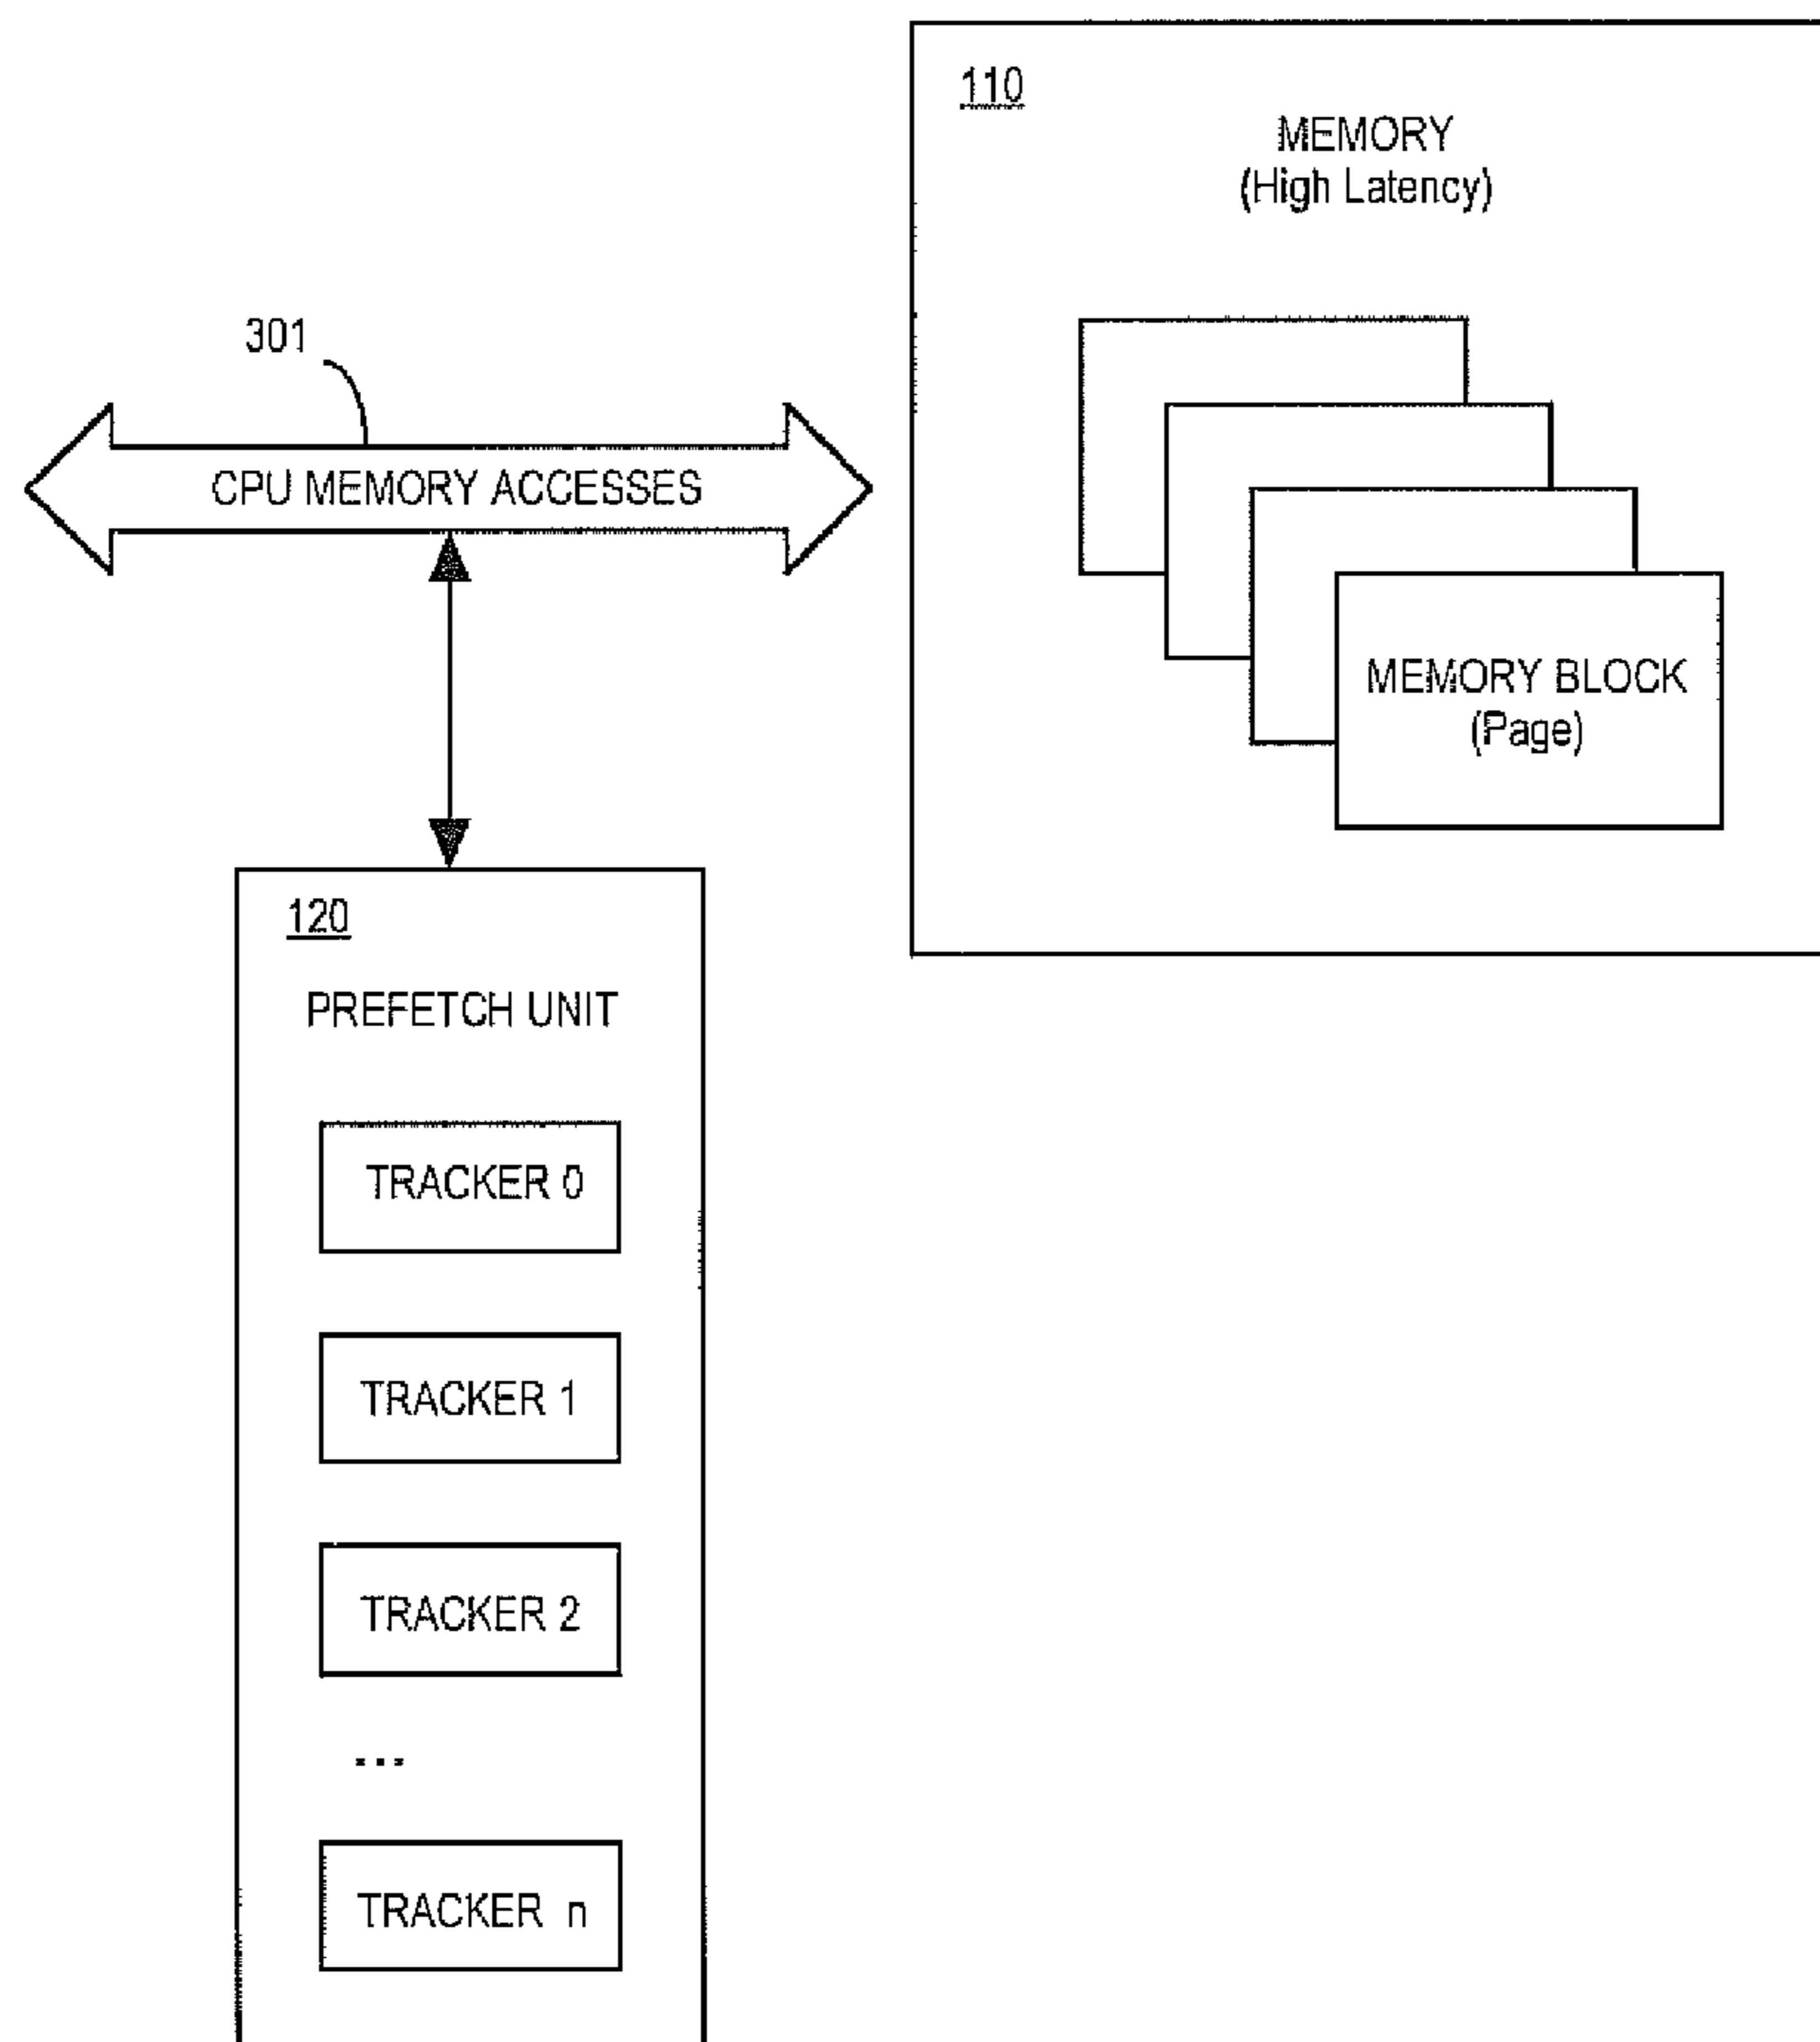 110
MEMORY
(High Latency)
301
CPU MEMORY ACCESSES
MEMORY BLOCK
(Page)
120
PREFETCH UNIT
TRACKER 0
TRACKER 1
TRACKER 2
...
TRACKER n